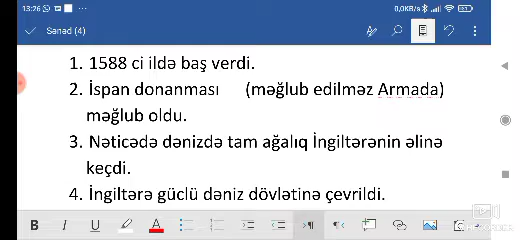 13:26
0,0KB/s
57
Sənəd (4)
1. 1588 ci ildə baş verdi.
2. İspan donanması (məğlub edilməz Armada)
məğlub oldu.
3. Nəticədə dənizdə tam ağalıq İngiltərənin əlinə
keçdi.
4. İngiltərə güclü dəniz dövlətinə çevrildi.
B I U A